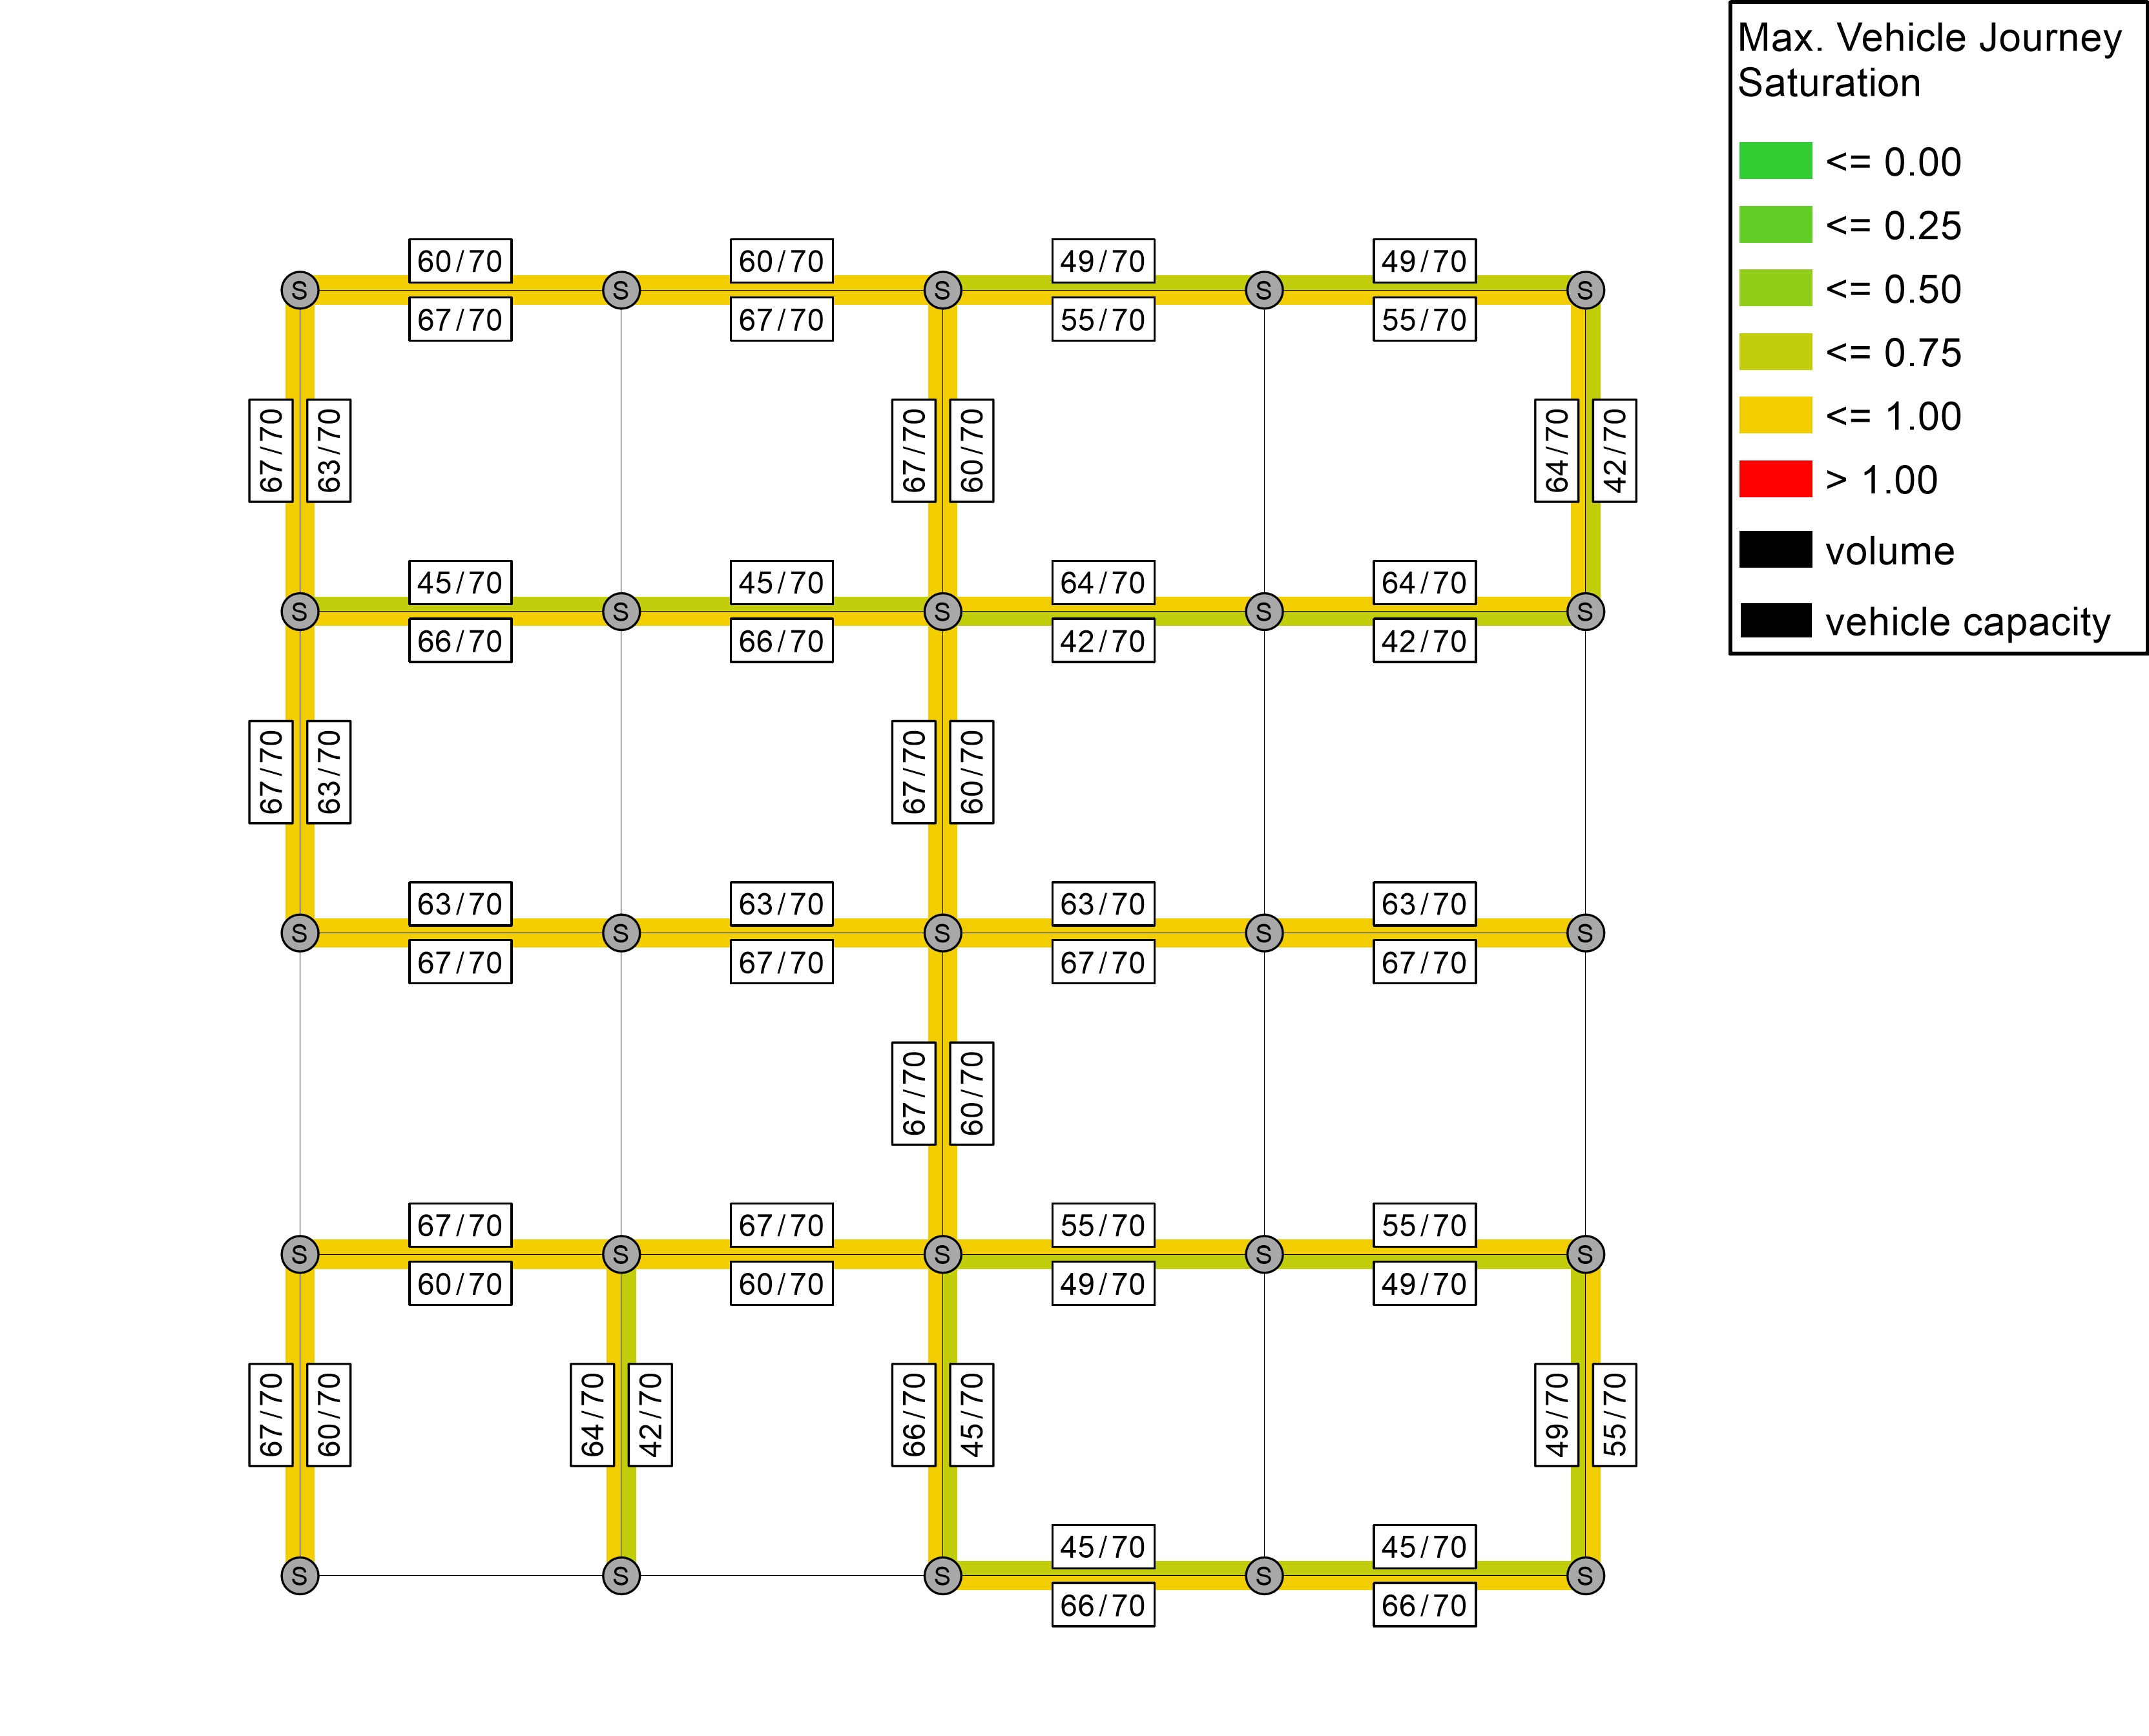 Max. Vehicle Journey
Saturation
<= 0.00
<= 0.25
<= 0.50
<= 0.75
<= 1.00
> 1.00
volume
vehicle capacity
60/70 60/70 49/70 49/70
S S S S S
67/70 67/70 55/70 55/70
67/70 63/70 67/70 60/70 64/70 42/70
45/70 45/70 64/70 64/70
S S S S S
66/70 66/70 42/70 42/70
67/70 63/70 67/70 60/70
63/70 63/70 63/70 63/70
S S S S S
67/70 67/70 67/70 67/70
67/70 60/70
67/70 67/70 55/70 55/70
S S S S S
60/70 60/70 49/70 49/70
67/70 60/70 64/70 42/70 66/70 45/70 49/70 55/70
45/70 45/70
S S S S S
66/70 66/70